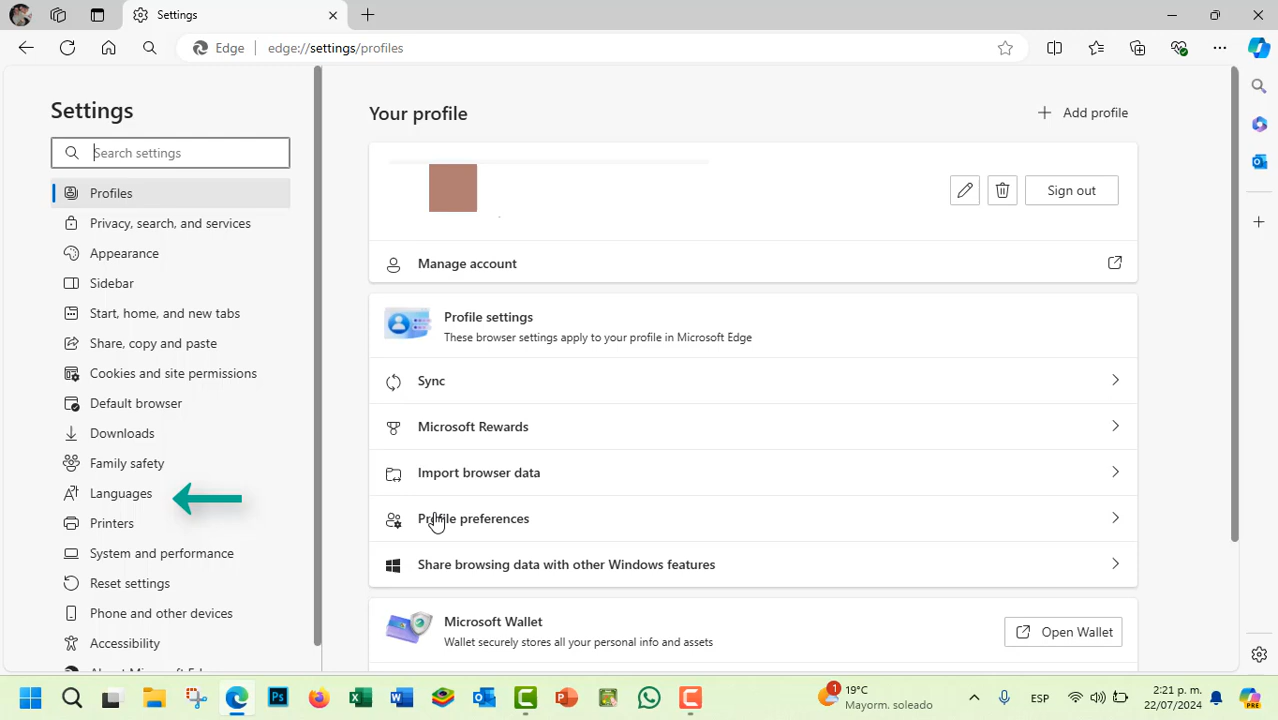 Settings
Edge edge://settings/profiles
Settings
Search settings
Profiles
Privacy, search, and services
Appearance
Sidebar
Start, home, and new tabs
Share, copy and paste
Cookies and site permissions
Default browser
Downloads
Family safety
Languages
Printers
System and performance
Reset settings
Phone and other devices
Accessibility
Your profile
Add profile
Sign out
Manage account
Profile settings
These browser settings apply to your profile in Microsoft Edge
Sync
Microsoft Rewards
Import browser data
Profile preferences
Share browsing data with other Windows features
Microsoft Wallet
Wallet securely stores all your personal info and assets
Open Wallet
1
19°C
Mayorm. soleado
ESP
2:21 p. m.
22/07/2024
PRE